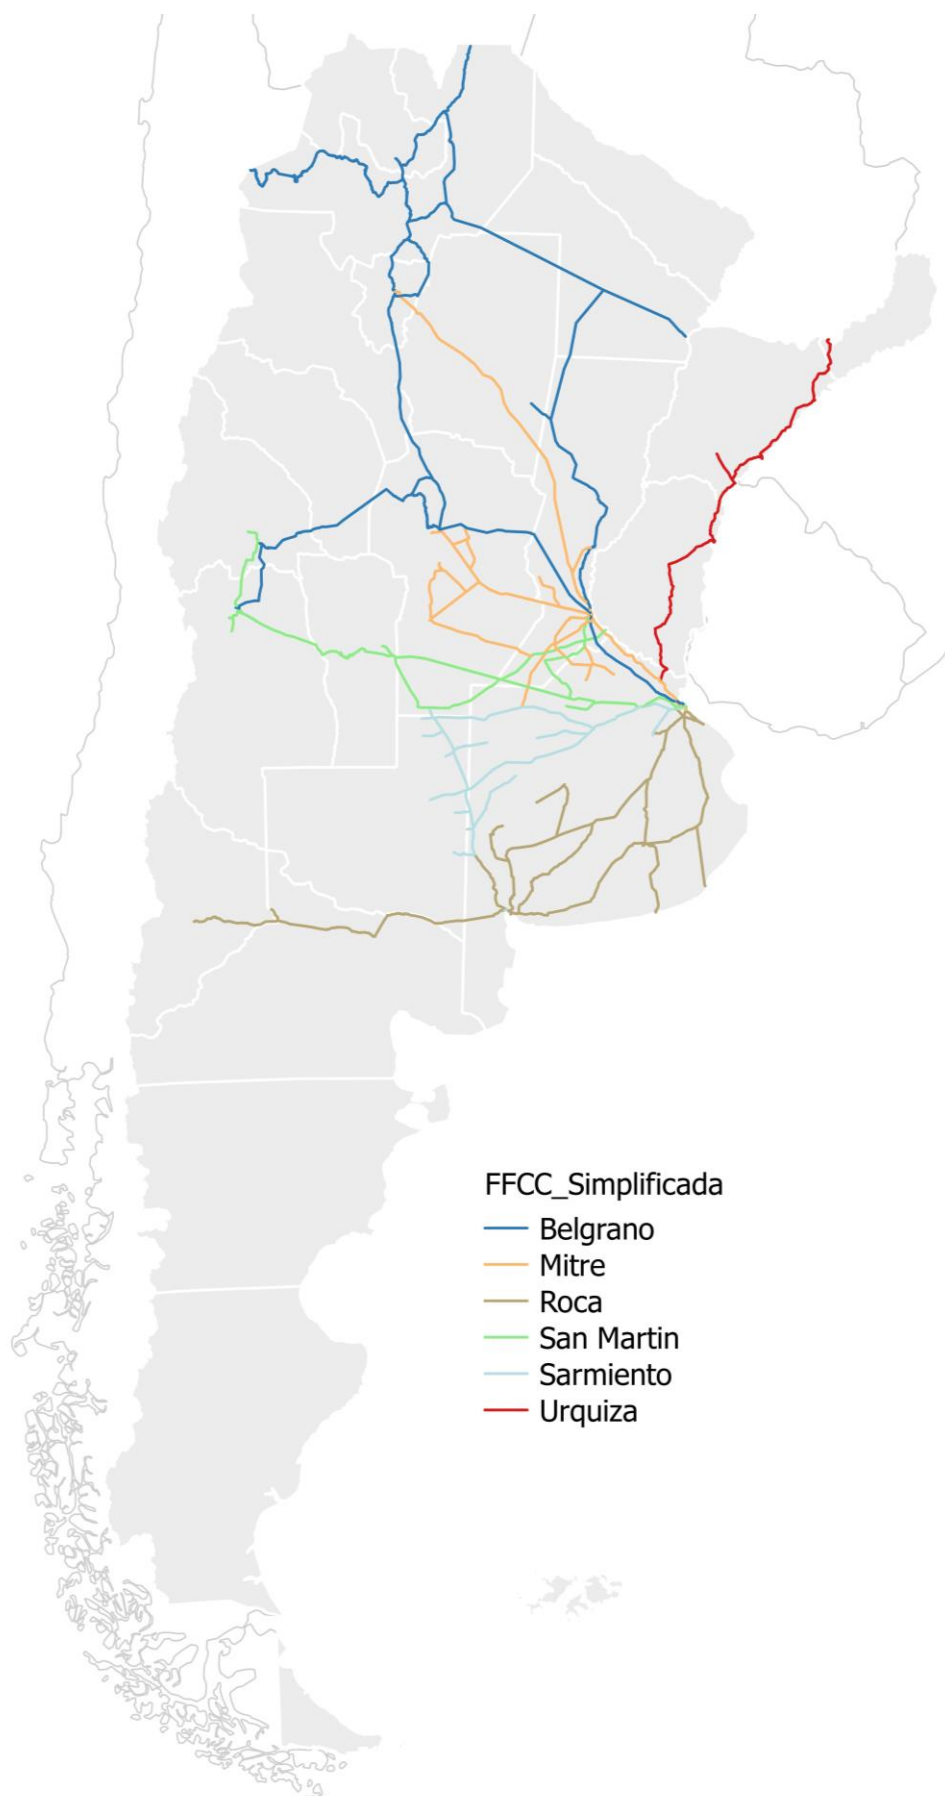 FFCC_Simplificada
Belgrano
Mitre
Roca
San Martin
Sarmiento
Urquiza